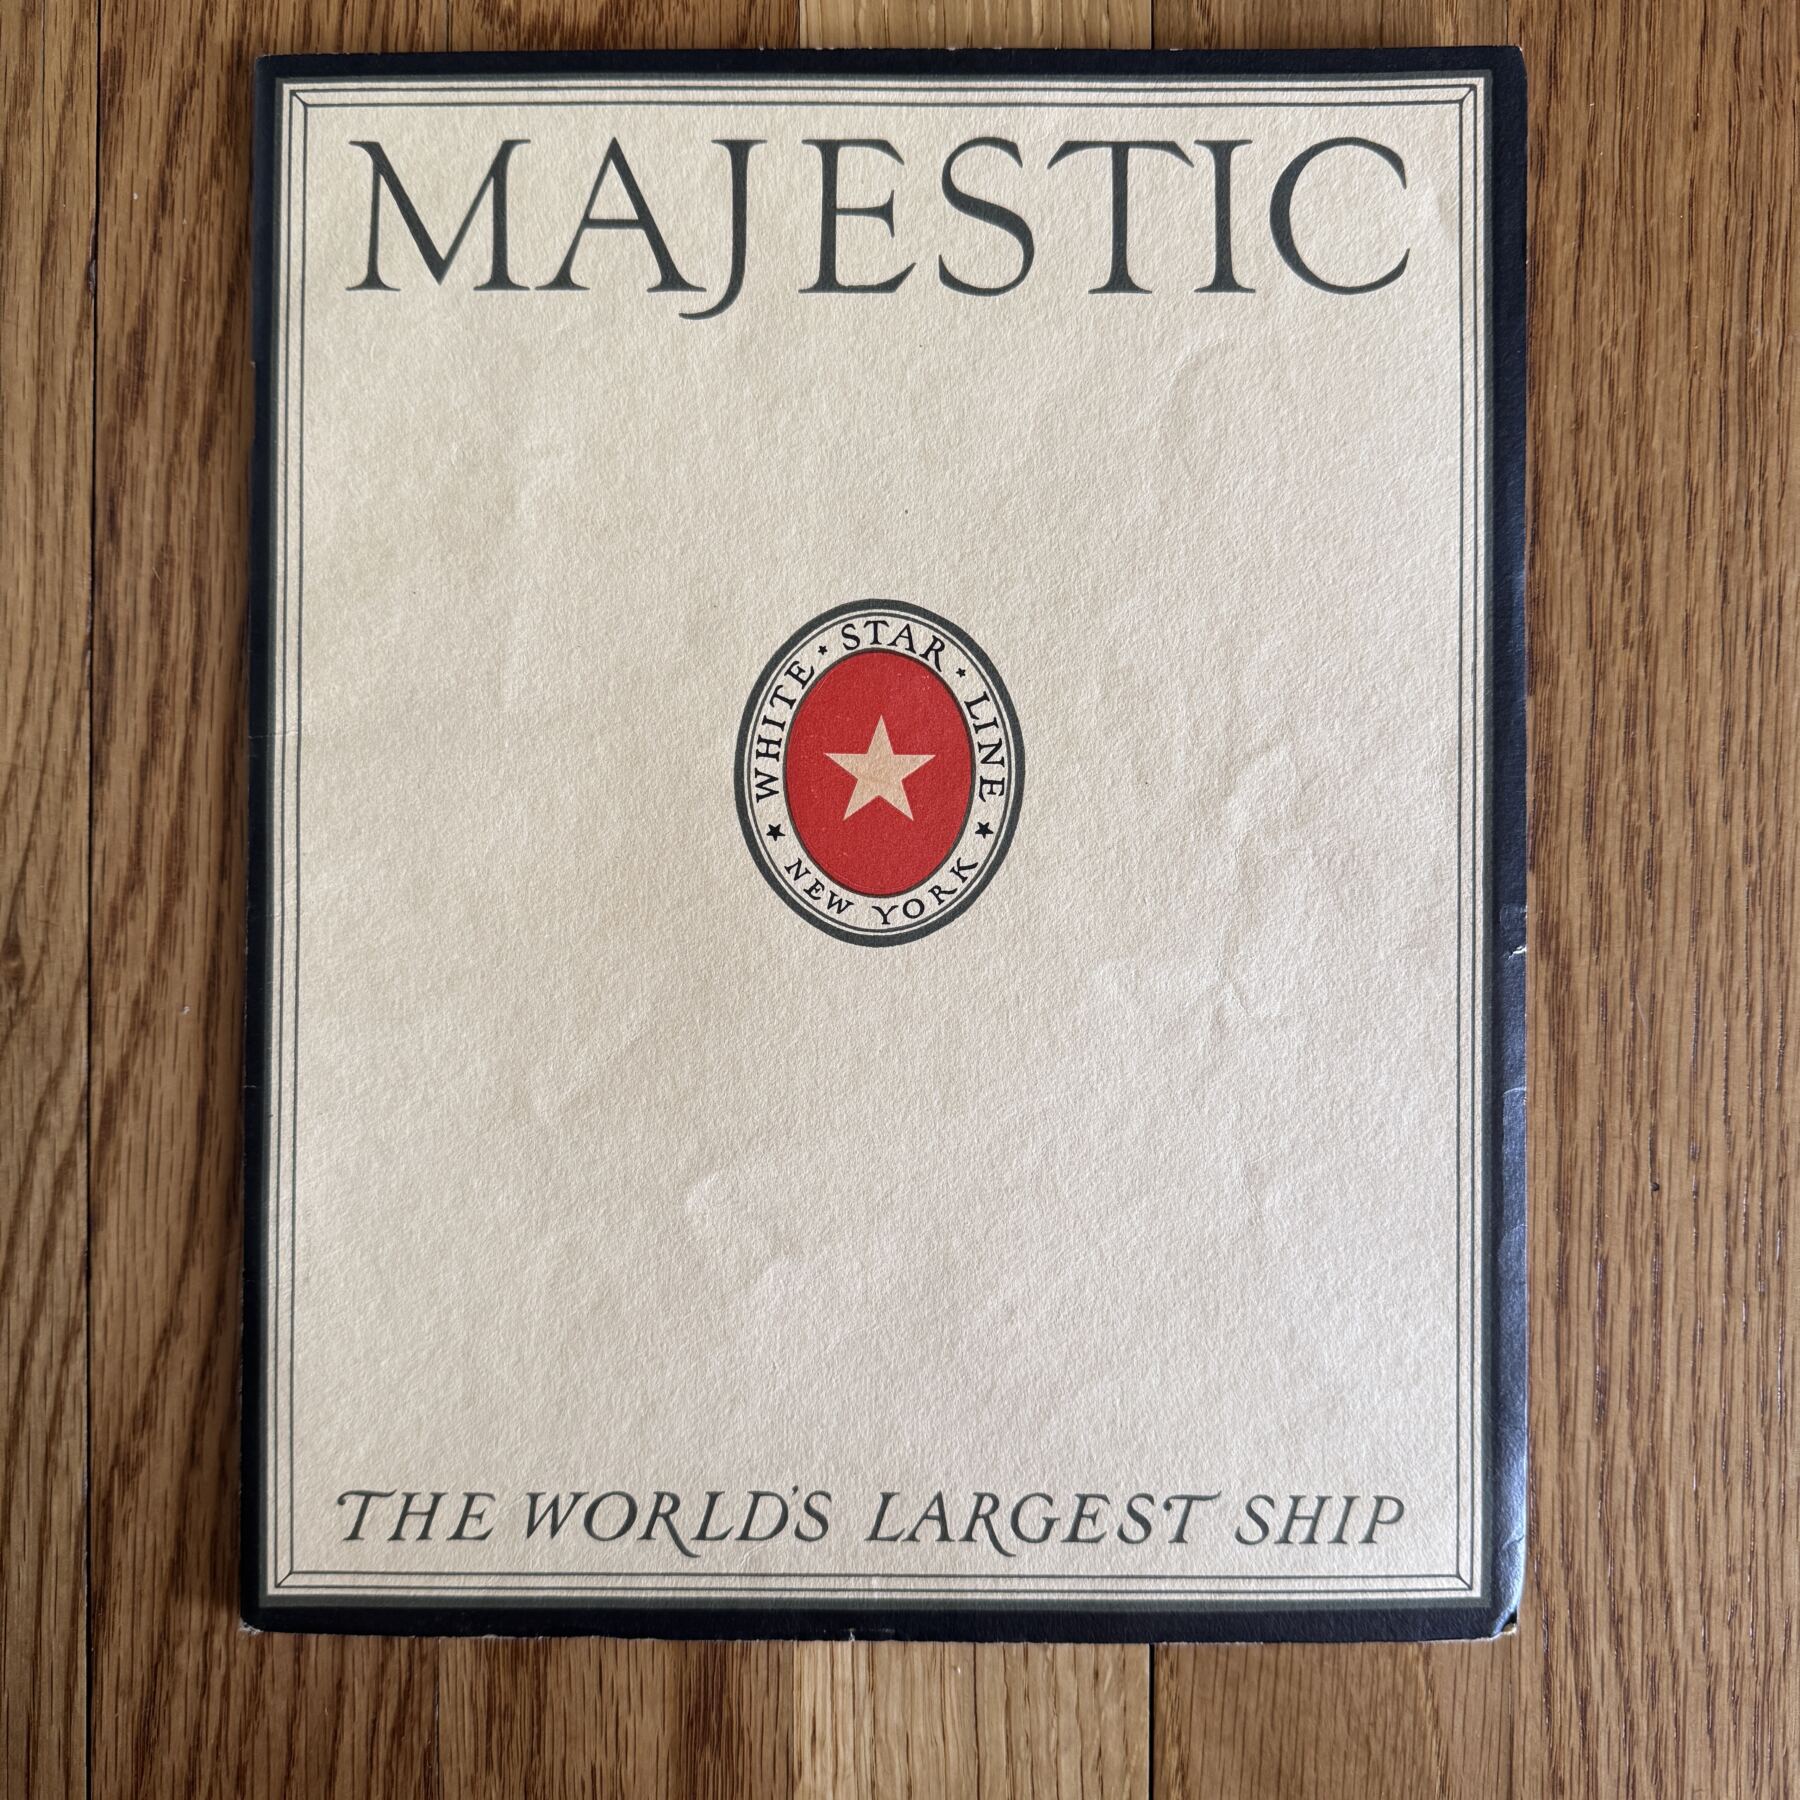 MAJESTIC
★ WHITE ⋆ STAR ⋆ LINE ★
NEW YORK
THE WORLD'S LARGEST SHIP